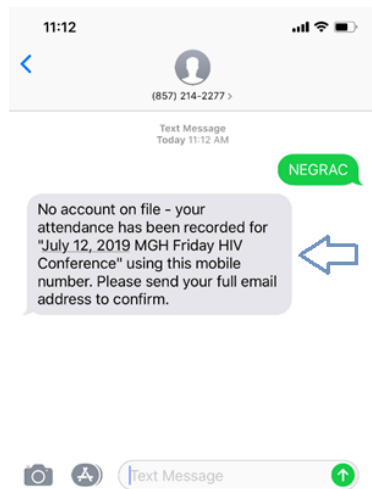 11:12
(857) 214-2277 >
Text Message
Today 11:12 AM
NEGRAC
No account on file - your
attendance has been recorded for
"July 12, 2019 MGH Friday HIV
Conference" using this mobile
number. Please send your full email
address to confirm.
Text Message